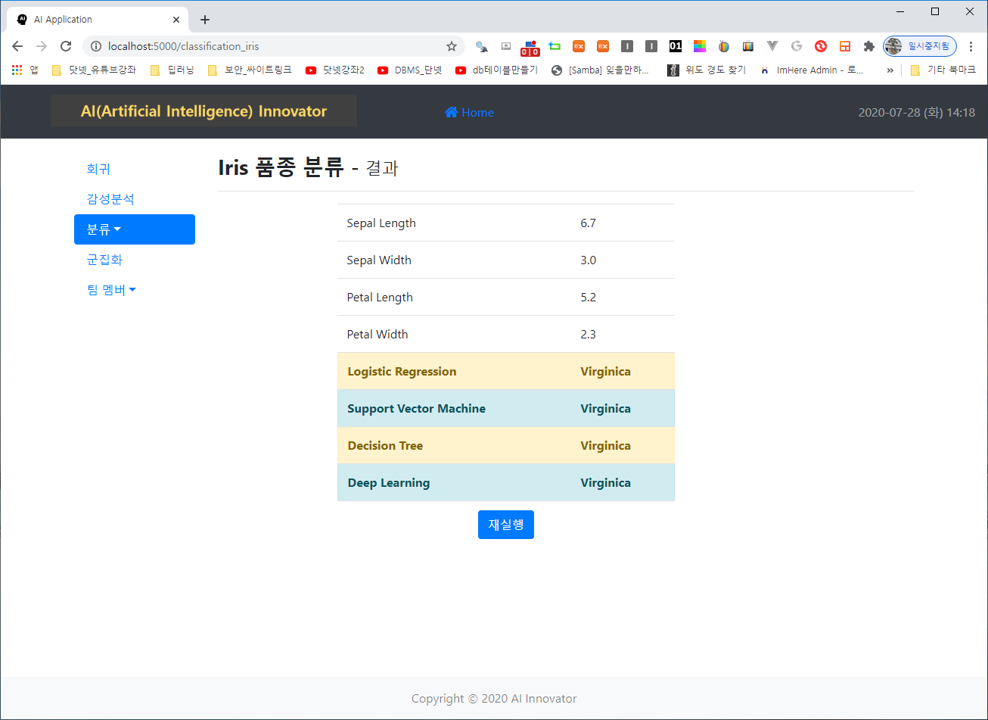 AI Application
localhost:5000/classification_iris
0|0
01
일시중지됨
앱 닷넷_유튜브강좌 딥러닝 보안_싸이트링크 닷넷강좌2 DBMS_단넷 db테이블만들기 [Samba] 잊을만하... 위도 경도 찾기 ImHere Admin - 로... » 기타 북마크
AI(Artificial Intelligence) Innovator Home 2020-07-28 (화) 14:18
회귀
감성분석
분류
군집화
팀 멤버
Iris 품종 분류 - 결과
Sepal Length 6.7
Sepal Width 3.0
Petal Length 5.2
Petal Width 2.3
Logistic Regression Virginica
Support Vector Machine Virginica
Decision Tree Virginica
Deep Learning Virginica
재실행
Copyright © 2020 AI Innovator